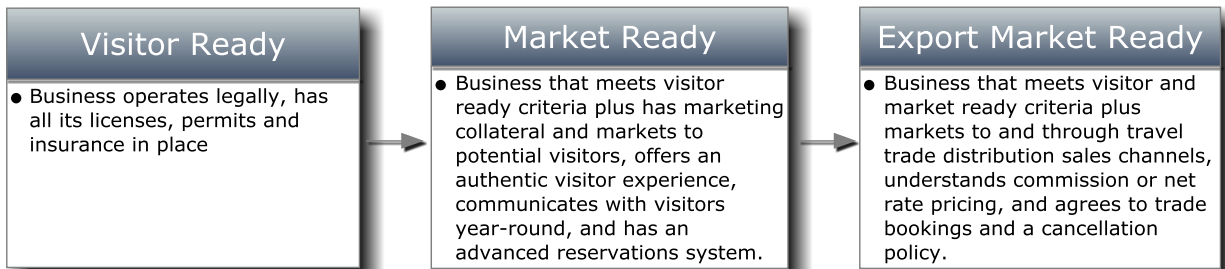 Visitor Ready
● Business operates legally, has
all its licenses, permits and
insurance in place
Market Ready
● Business that meets visitor
ready criteria plus has marketing
collateral and markets to
potential visitors, offers an
authentic visitor experience,
communicates with visitors
year-round, and has an
advanced reservations system.
Export Market Ready
● Business that meets visitor and
market ready criteria plus
markets to and through travel
trade distribution sales channels,
understands commission or net
rate pricing, and agrees to trade
bookings and a cancellation
policy.